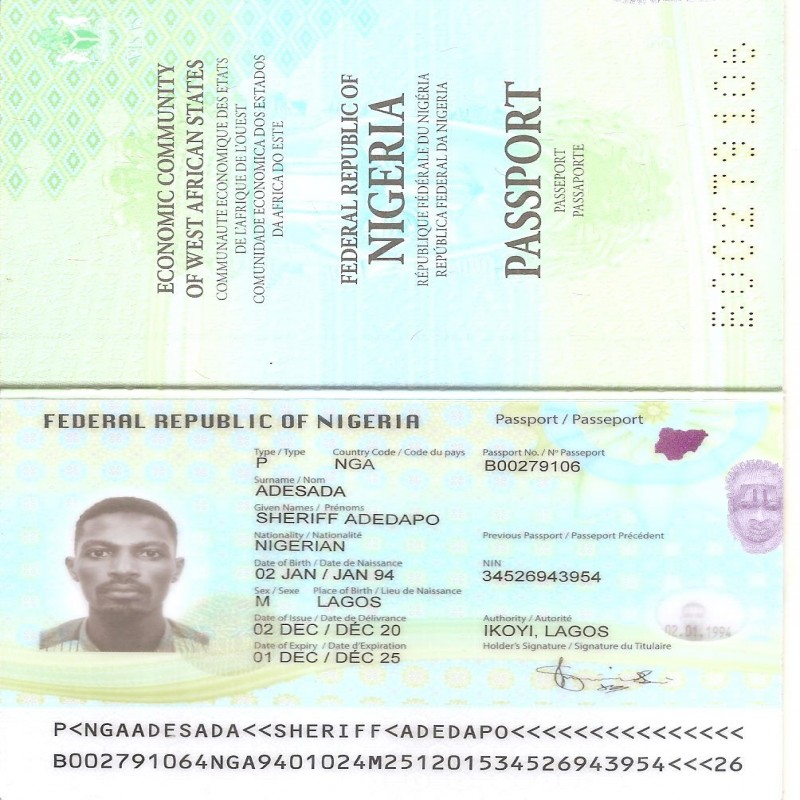 ECONOMIC COMMUNITY
OF WEST AFRICAN STATES
COMMUNAUTE ECONOMIQUE DES ETATS
DE L'AFRIQUE DE L'OUEST
COMUNIDADE ECONOMICA DOS ESTADOS
DA AFRICA DO ESTE
FEDERAL REPUBLIC OF
NIGERIA
RÉPUBLIQUE FÉDÉRALE DU NIGÉRIA
REPÚBLICA FEDERAL DA NIGERIA
PASSPORT
PASSEPORT
PASSAPORTE
B00279106
FEDERAL REPUBLIC OF NIGERIA
Passport / Passeport
Type / Type Country Code / Code du pays Passport No. / N° Passeport
P NGA B00279106
Surname / Nom
ADESADA
Given Names / Prénoms
SHERIFF ADEDAPO
Nationality / Nationalité Previous Passport / Passeport Précédent
NIGERIAN
Date of Birth / Date de Naissance NIN
02 JAN / JAN 94 34526943954
Sex / Sexe Place of Birth / Lieu de Naissance
M LAGOS
Date of Issue / Date de Délivrance Authority / Autorité
02 DEC / DÉC 20 IKOYI, LAGOS
Date of Expiry / Date d'Expiration Holder's Signature / Signature du Titulaire
01 DEC / DÉC 25
02.01.1994
P<NGAADESADA<<SHERIFF<ADEDAPO<<<<<<<<<<<<<<<
B002791064NGA9401024M251201534526943954<<<26